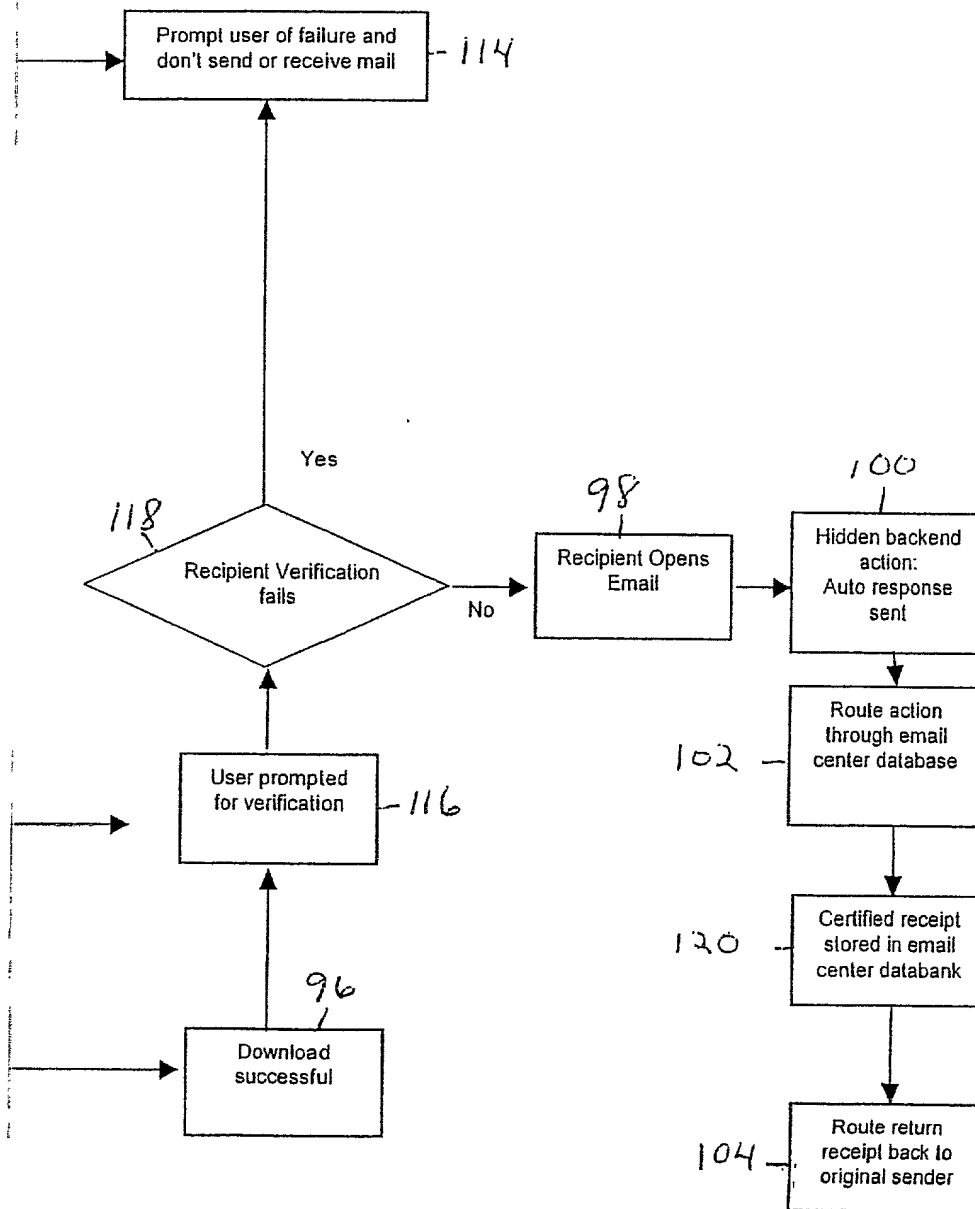 Prompt user of failure and
don't send or receive mail
114
Yes
118
Recipient Verification
fails
No
98
Recipient Opens
Email
100
Hidden backend
action:
Auto response
sent
Route action
through email
center database
102
User prompted
for verification
116
Certified receipt
stored in email
center databank
120
96
Download
successful
Route return
receipt back to
original sender
104